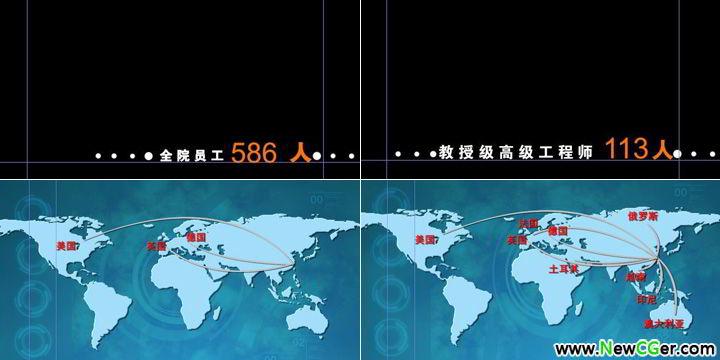 全院员工 586 人
教授级高级工程师 113 人
00
美国
英国
德国
00
美国
法国
英国
德国
土耳其
俄罗斯
印尼
澳大利亚
www.NewCGer.com